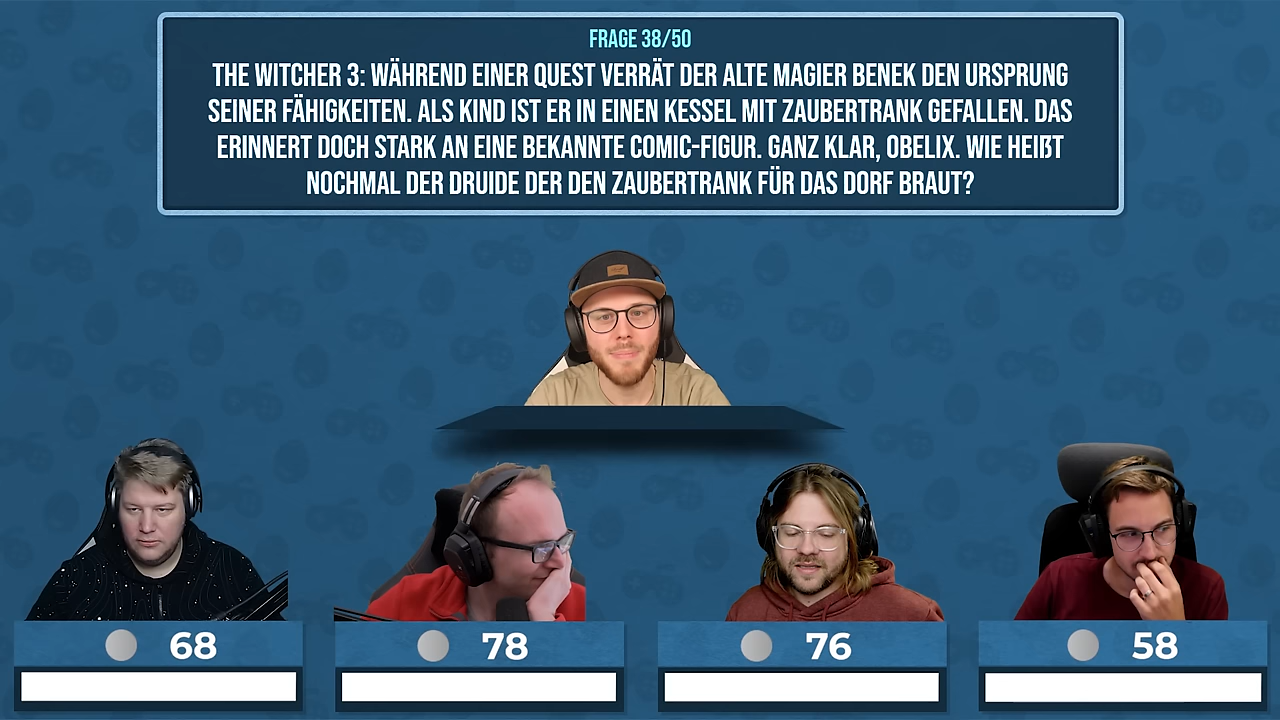 FRAGE 38/50
THE WITCHER 3: WÄHREND EINER QUEST VERRÄT DER ALTE MAGIER BENEK DEN URSPRUNG
SEINER FÄHIGKEITEN. ALS KIND IST ER IN EINEN KESSEL MIT ZAUBERTRANK GEFALLEN. DAS
ERINNERT DOCH STARK AN EINE BEKANNTE COMIC-FIGUR. GANZ KLAR, OBELIX. WIE HEIßT
NOCHMAL DER DRUIDE DER DEN ZAUBERTRANK FÜR DAS DORF BRAUT?
68
78
76
58